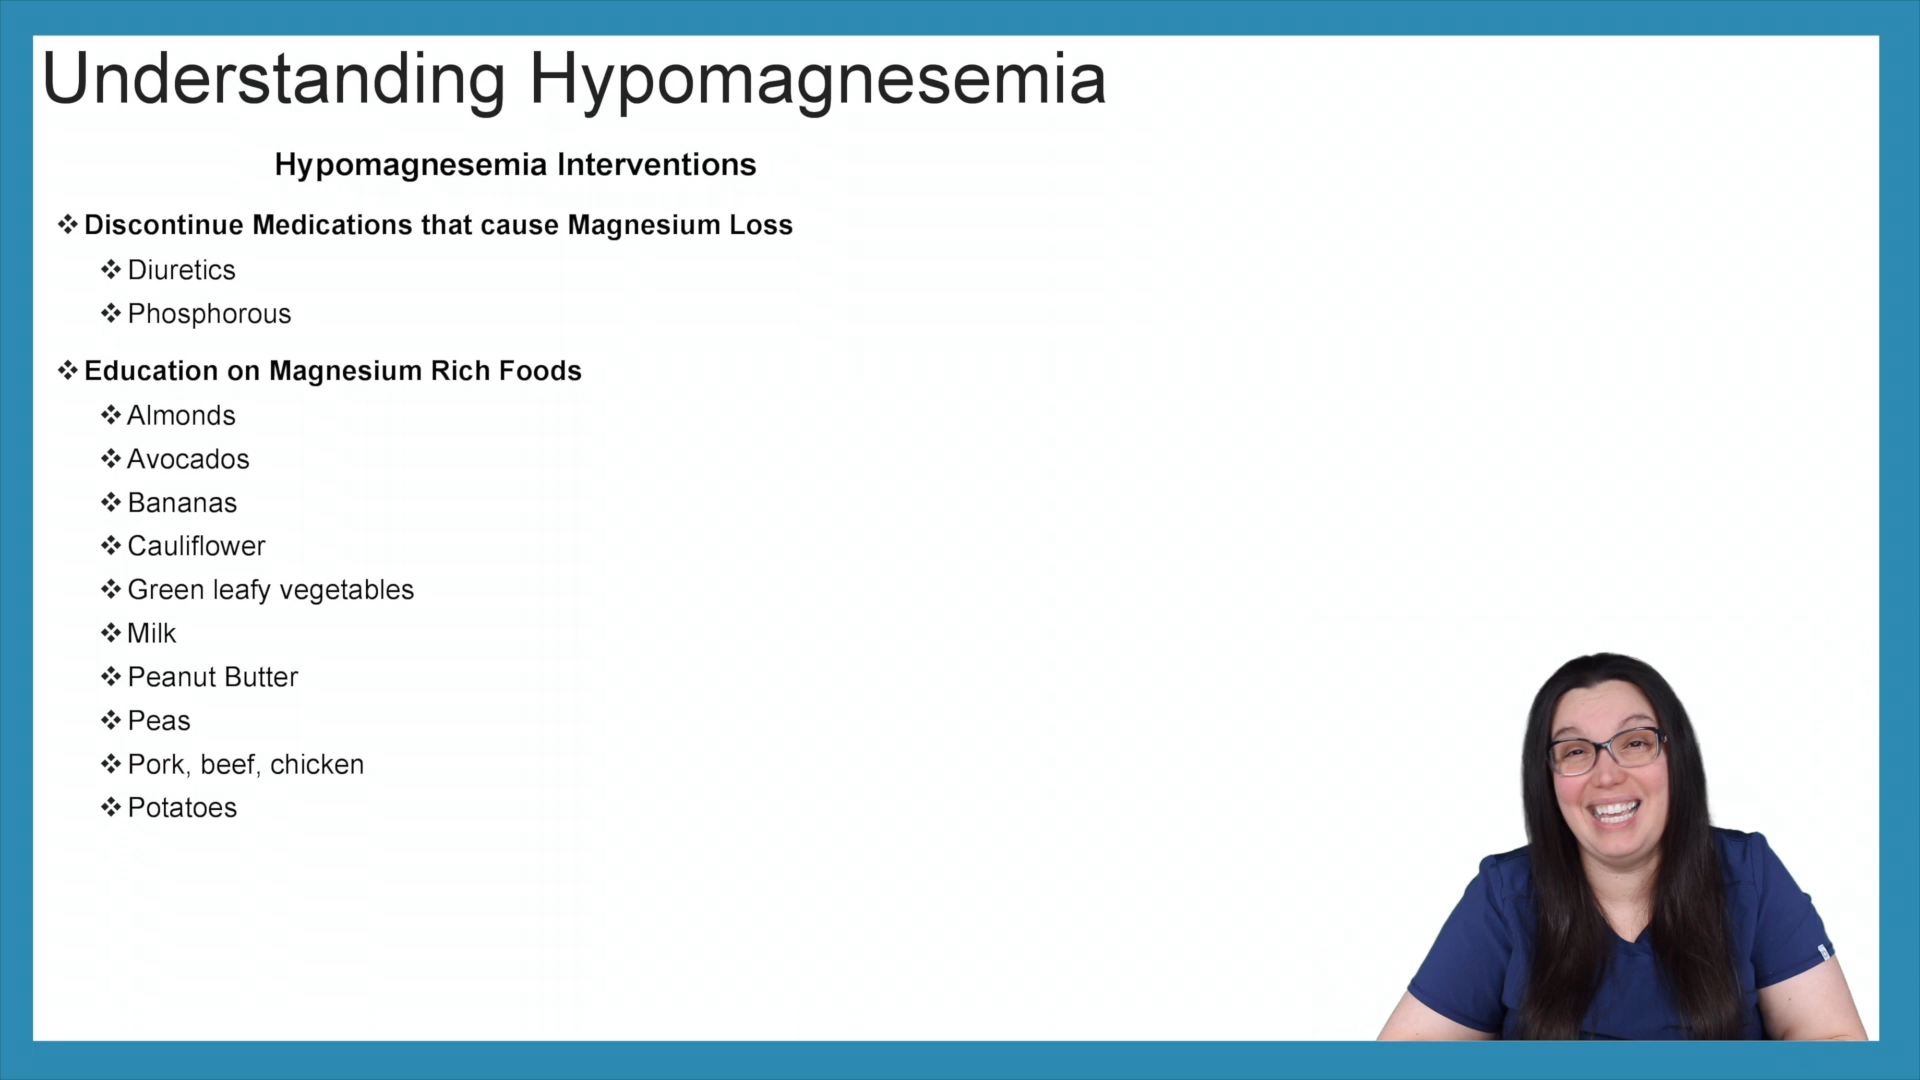 Understanding Hypomagnesemia
Hypomagnesemia Interventions
❖ Discontinue Medications that cause Magnesium Loss
❖ Diuretics
❖ Phosphorous
❖ Education on Magnesium Rich Foods
❖ Almonds
❖ Avocados
❖ Bananas
❖ Cauliflower
❖ Green leafy vegetables
❖ Milk
❖ Peanut Butter
❖ Peas
❖ Pork, beef, chicken
❖ Potatoes